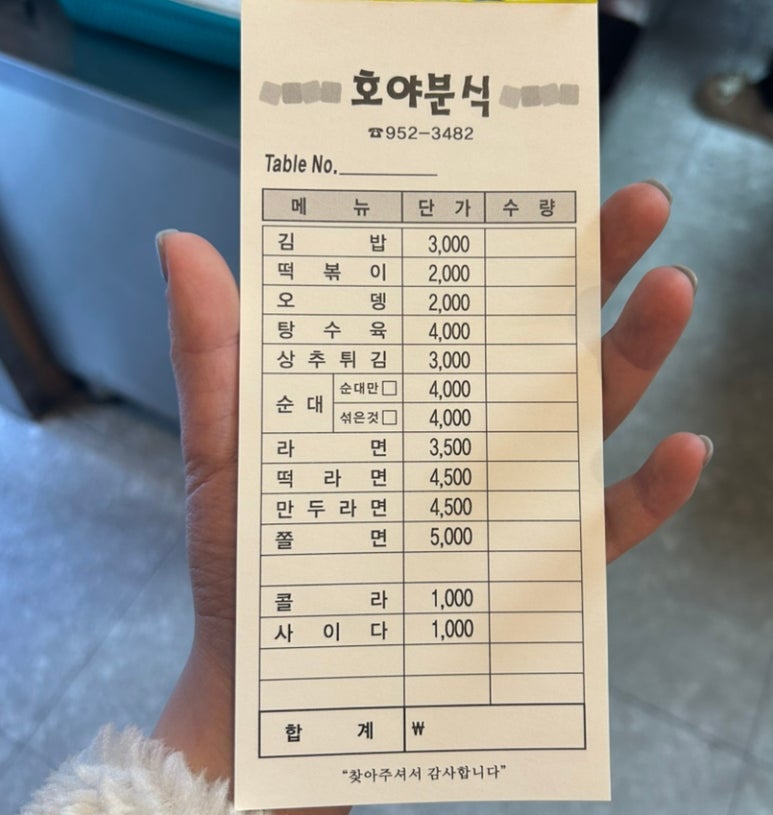 호야분식
☎952-3482
Table No.
메 뉴 단 가 수 량
김 밥 3,000
떡 볶 이 2,000
오 뎅 2,000
탕 수 육 4,000
상 추 튀 김 3,000
순 대 순대만□ 4,000
섞은것□ 4,000
라 면 3,500
떡 라 면 4,500
만 두 라 면 4,500
쫄 면 5,000
콜 라 1,000
사 이 다 1,000
합 계 ₩
“찾아주셔서 감사합니다”